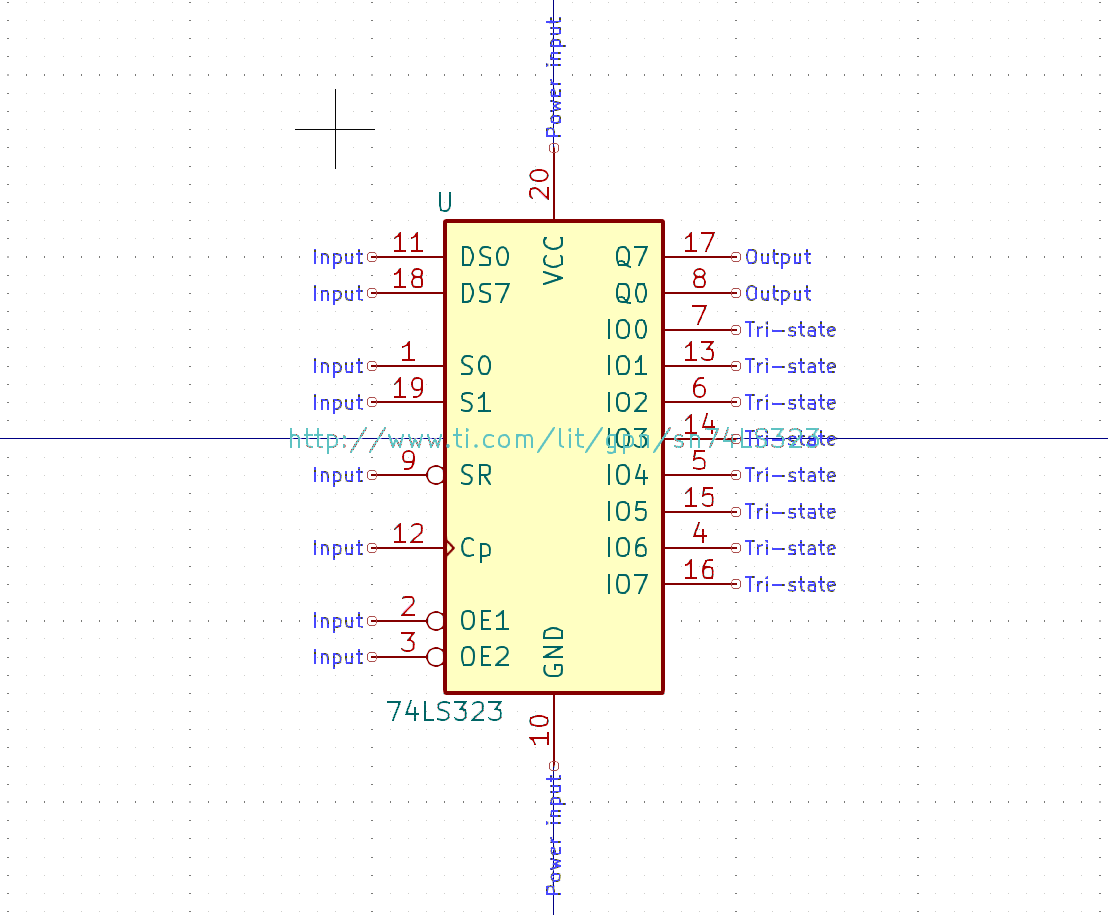 Power input
20
U
VCC
Input 11 DS0 Q7 17 Output
Input 18 DS7 Q0 8 Output
IO0 7 Tri-state
Input 1 S0 IO1 13 Tri-state
Input 19 S1 IO2 6 Tri-state
IO3 14 Tri-state
http://www.ti.com/lit/gpn/sn74LS323
Input 9 SR IO4 5 Tri-state
IO5 15 Tri-state
Input 12 Cp IO6 4 Tri-state
IO7 16 Tri-state
Input 2 OE1
Input 3 OE2
GND
74LS323
10
Power input